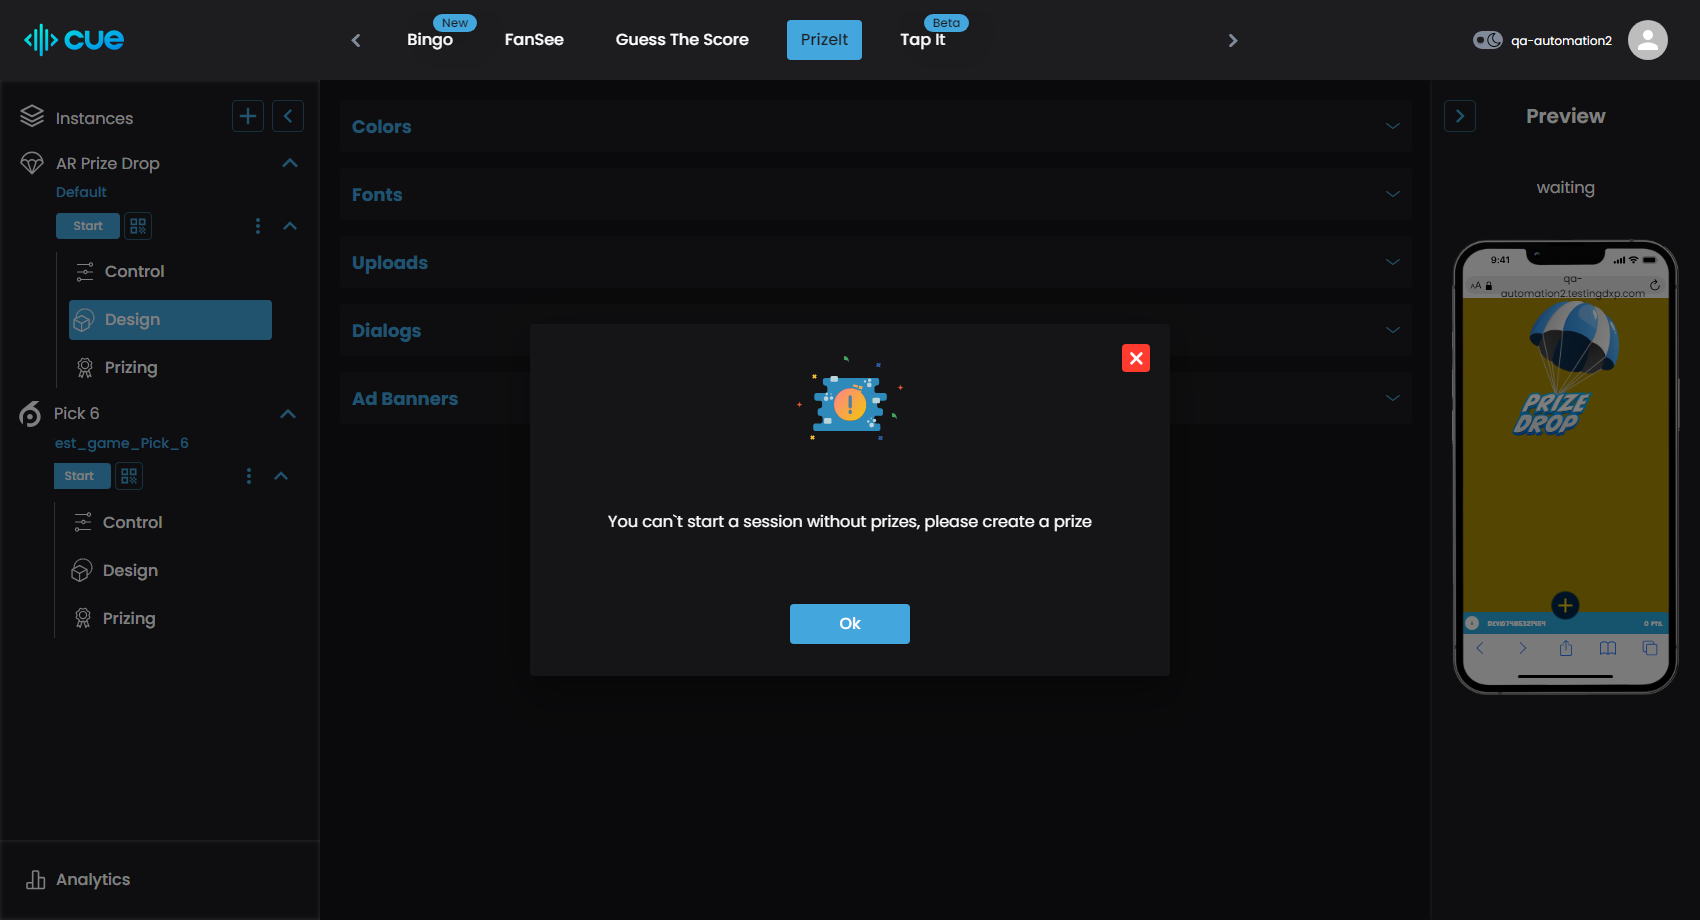 cue
New
Bingo
FanSee
Guess The Score
PrizeIt
Beta
Tap It
qa-automation2
Instances
AR Prize Drop
Default
Start
Control
Design
Prizing
Pick 6
est_game_Pick_6
Start
Control
Design
Prizing
Analytics
Colors
Fonts
Uploads
Dialogs
Ad Banners
You can`t start a session without prizes, please create a prize
Ok
Preview
waiting
9:41
AA
qa-
automation2.testingdxp.com
PRIZE
DROP
0 PTS.